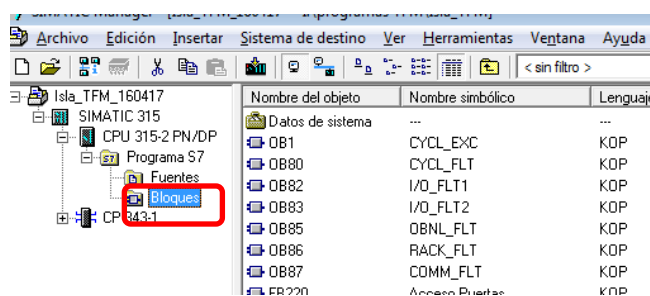 SIMATIC Manager - [Isla_TFM_160417
Archivo Edición Insertar Sistema de destino Ver Herramientas Ventana Ayuda
< sin filtro >
Isla_TFM_160417
SIMATIC 315
CPU 315-2 PN/DP
Programa S7
Fuentes
Bloques
CP 343-1
Nombre del objeto Nombre simbólico Lenguaje
Datos de sistema --- ---
OB1 CYCL_EXC KOP
OB80 CYCL_FLT KOP
OB82 I/O_FLT1 KOP
OB83 I/O_FLT2 KOP
OB85 OBNL_FLT KOP
OB86 RACK_FLT KOP
OB87 COMM_FLT KOP
FB220 Acceso Puertas KOP